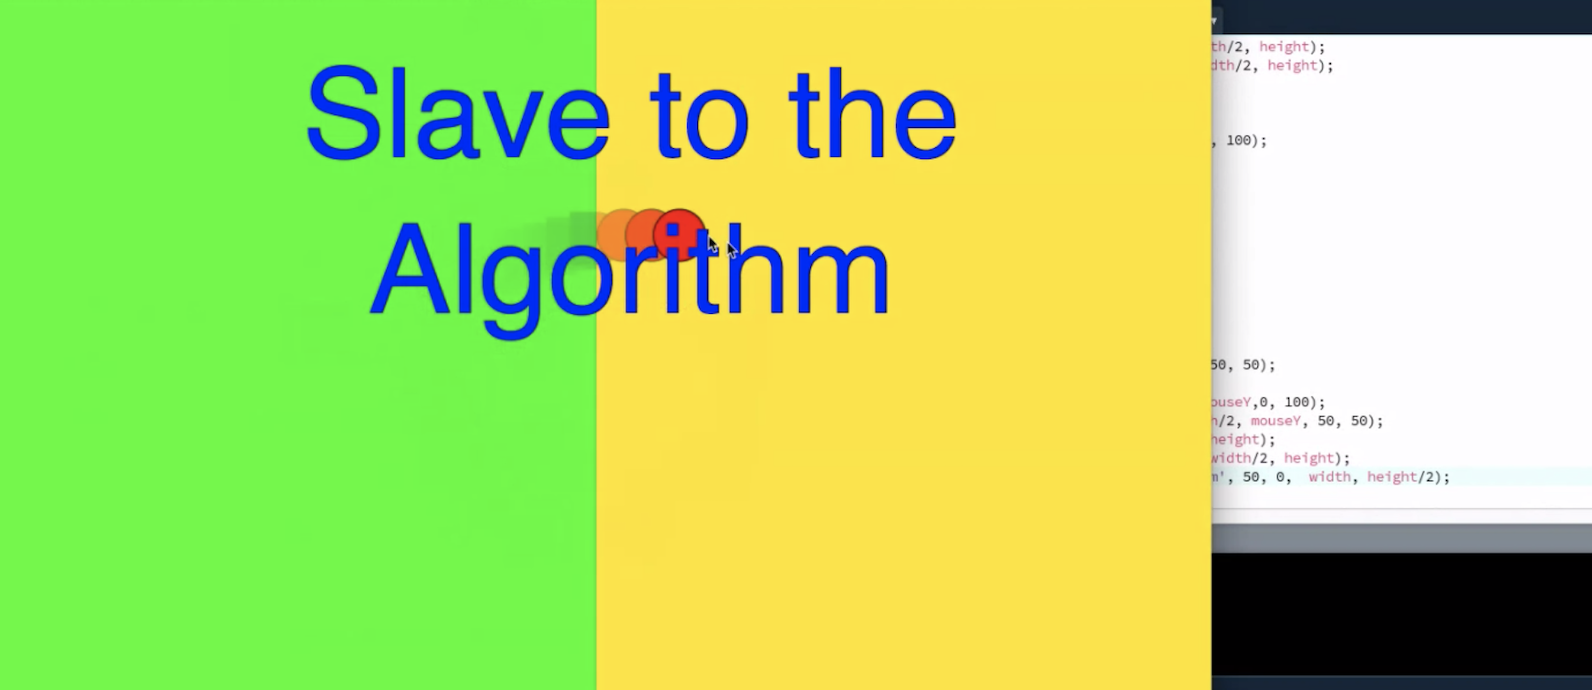 Slave to the
Algorithm
th/2, height);
dth/2, height);
, 100);
50, 50);
ouseY,0, 100);
h/2, mouseY, 50, 50);
height);
width/2, height);
m', 50, 0,  width, height/2);